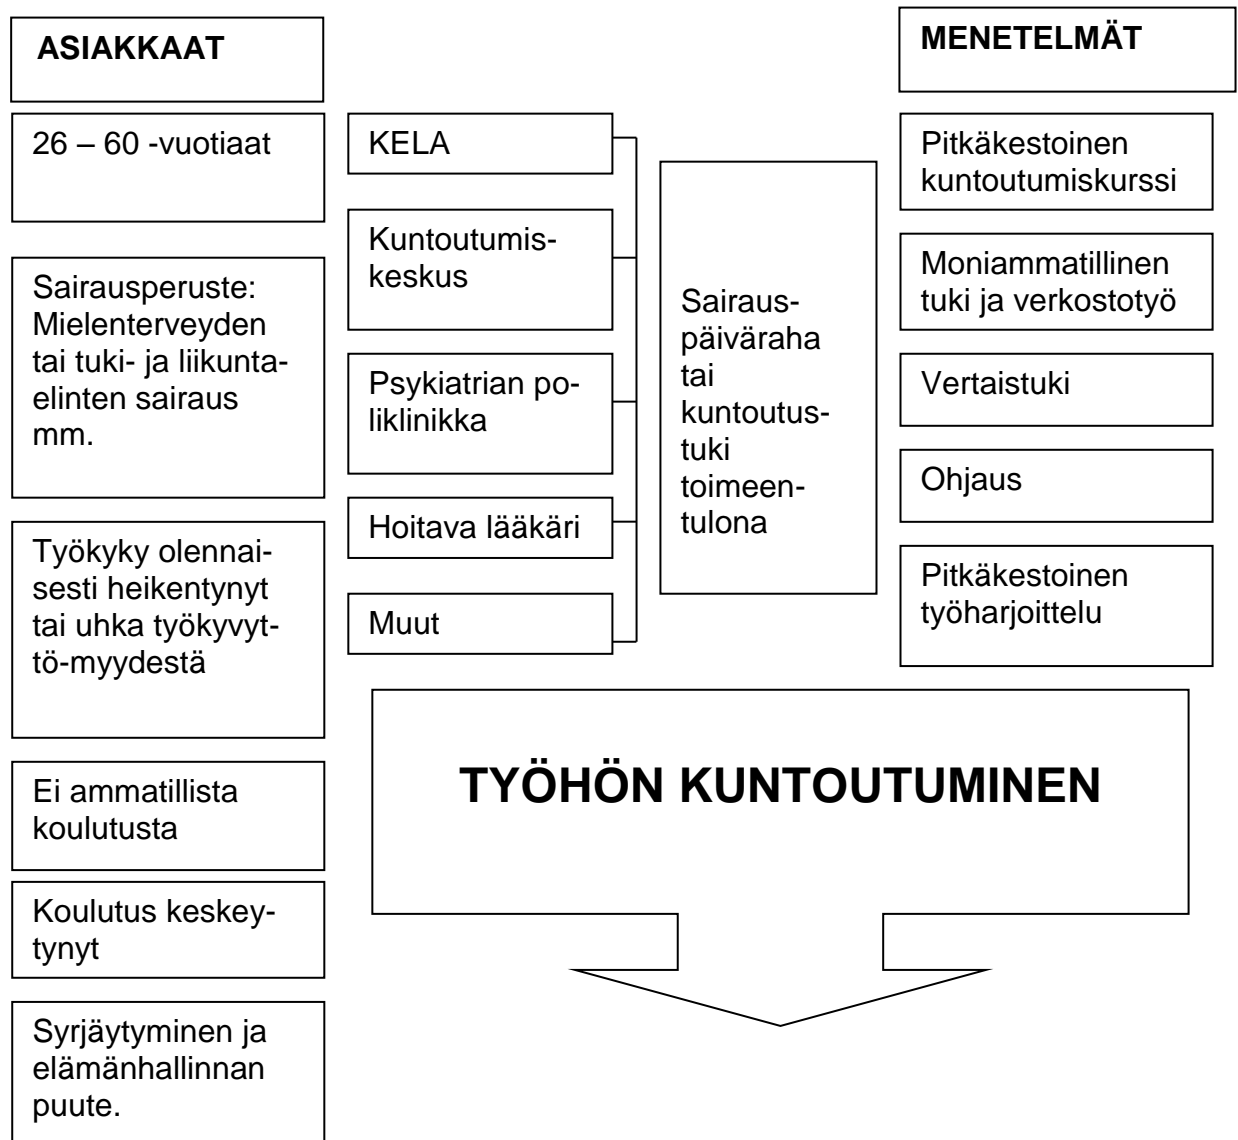 ASIAKKAAT
26 – 60 -vuotiaat
Sairausperuste:
Mielenterveyden
tai tuki- ja liikunta-
elinten sairaus
mm.
Työkyky olennai-
sesti heikentynyt
tai uhka työkyvyt-
tö-myydestä
Ei ammatillista
koulutusta
Koulutus keskey-
tynyt
Syrjäytyminen ja
elämänhallinnan
puute.
KELA
Kuntoutumis-
keskus
Psykiatrian po-
liklinikka
Hoitava lääkäri
Muut
Sairaus-
päiväraha
tai
kuntoutus-
tuki
toimeen-
tulona
MENETELMÄT
Pitkäkestoinen
kuntoutumiskurssi
Moniammatillinen
tuki ja verkostotyö
Vertaistuki
Ohjaus
Pitkäkestoinen
työharjoittelu
TYÖHÖN KUNTOUTUMINEN